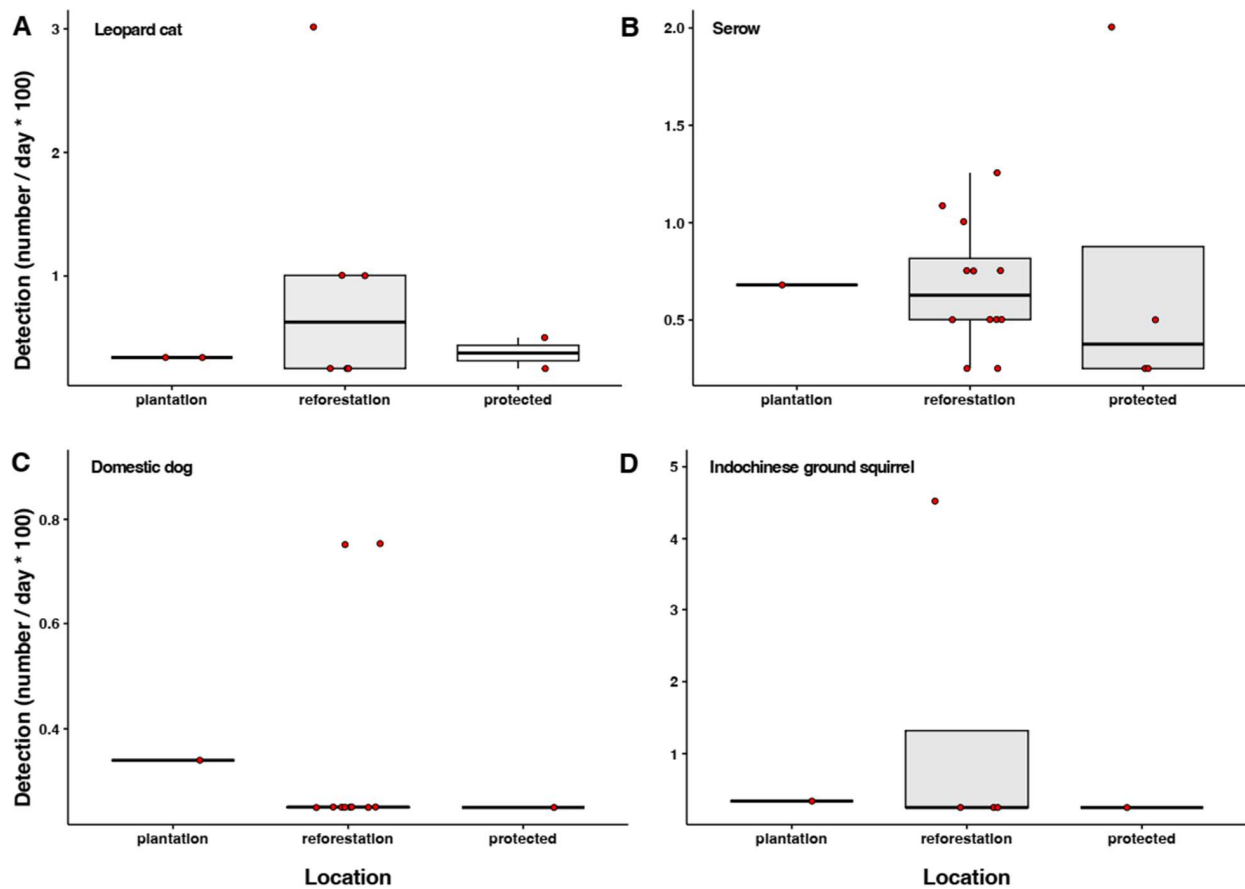 A
Leopard cat
Detection (number / day * 100)
3
2
1
plantation reforestation protected
B
Serow
2.0
1.5
1.0
0.5
plantation reforestation protected
C
Domestic dog
Detection (number / day * 100)
0.8
0.6
0.4
plantation reforestation protected
Location
D
Indochinese ground squirrel
5
4
3
2
1
plantation reforestation protected
Location